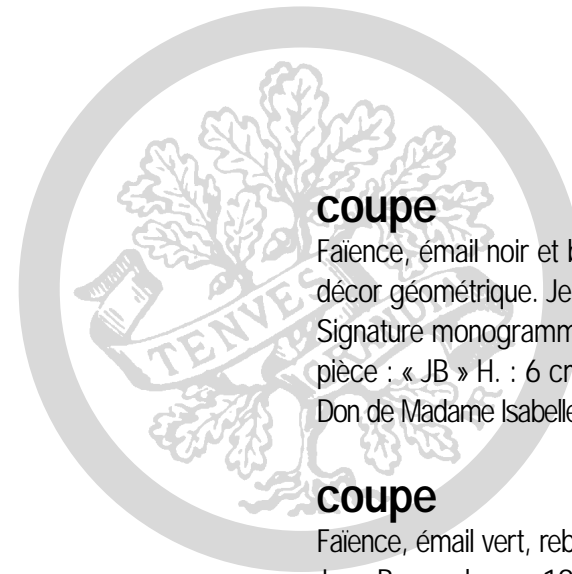 coupe
Faïence, émail noir et
décor géométrique. Je
Signature monogramm
pièce : « JB » H. : 6 cm
Don de Madame Isabelle
coupe
Faïence, émail vert, reb
TENVES